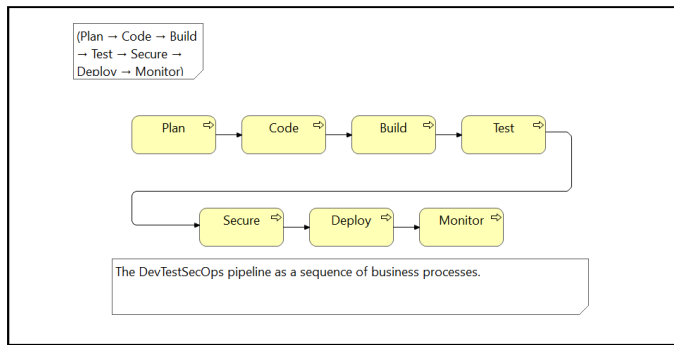 (Plan → Code → Build
→ Test → Secure →
Deploy → Monitor)
Plan
Code
Build
Test
Secure
Deploy
Monitor
The DevTestSecOps pipeline as a sequence of business processes.